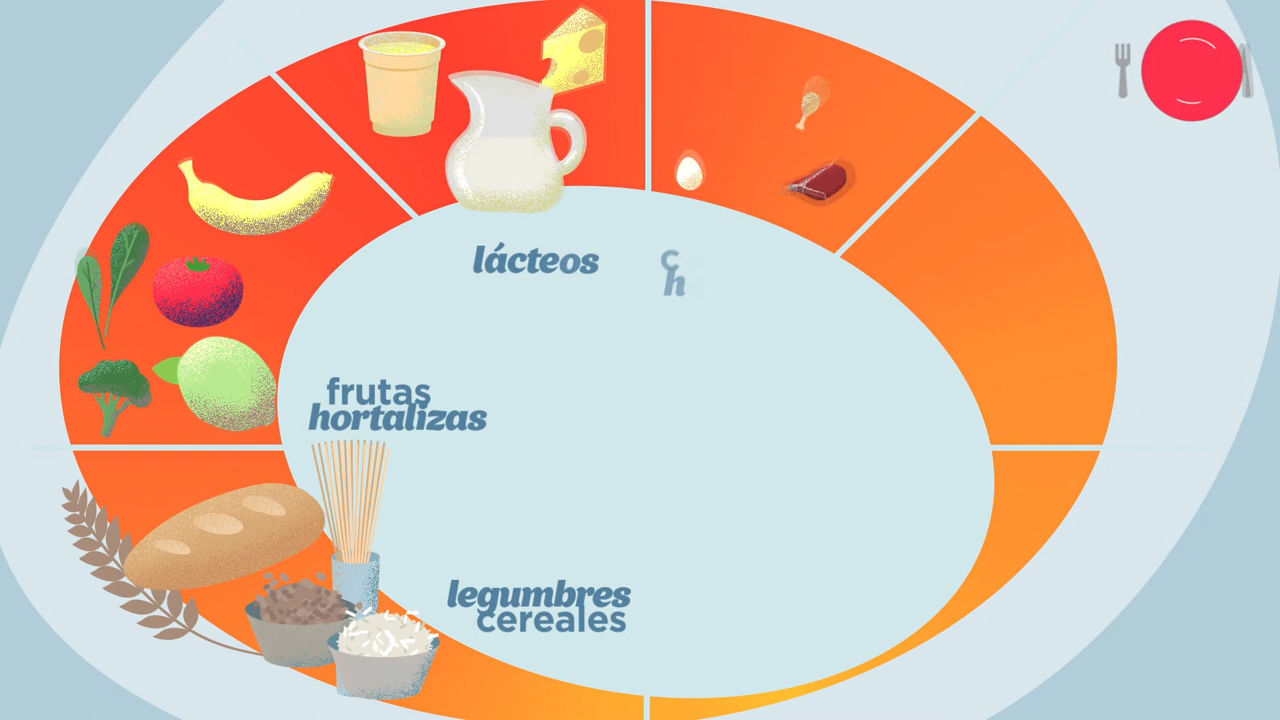 lácteos
c
h
frutas
hortalizas
legumbres
cereales